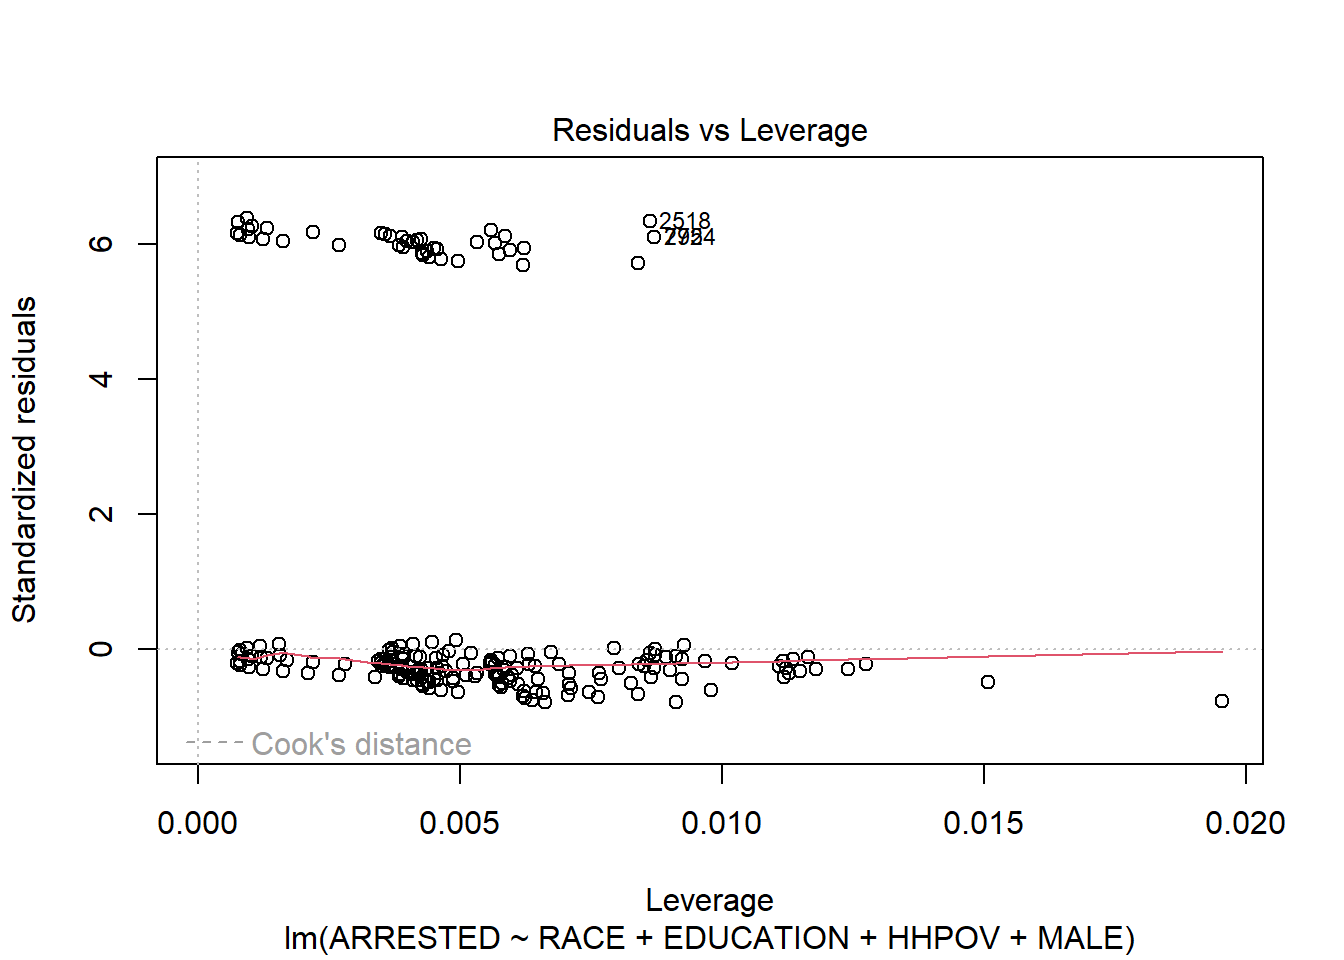 Residuals vs Leverage
Standardized residuals
6
4
2
0
2518
2924
Cook's distance
0.000 0.005 0.010 0.015 0.020
Leverage
lm(ARRESTED ~ RACE + EDUCATION + HHPOV + MALE)